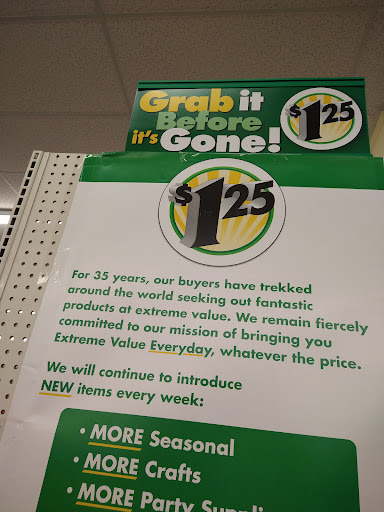 Grab it
Before
it's Gone!
$1.25
$1.25
For 35 years, our buyers have trekked
around the world seeking out fantastic
products at extreme value. We remain fiercely
committed to our mission of bringing you
Extreme Value Everyday, whatever the price.
We will continue to introduce
NEW items every week:
• MORE Seasonal
• MORE Crafts
• MORE Party